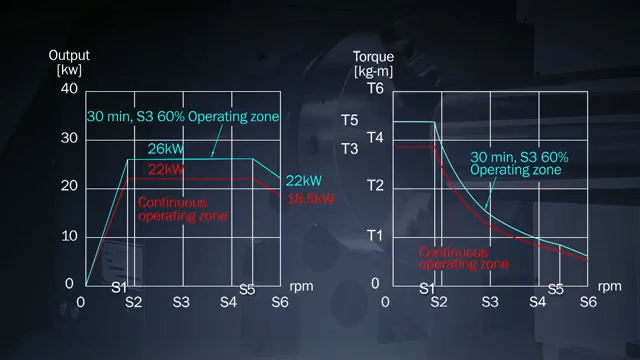 Output
[kw]
40
30
20
10
0
0
30 min, S3 60% Operating zone
26kW
22kW
Continuous
operating zone
22kW
18.5kW
S1
S2
S3
S4
S5
S6
rpm
Torque
[kg-m]
T6
T5
T4
T3
T2
T1
0
0
30 min, S3 60%
Operating zone
Continuous
operating zone
S1
S2
S3
S4
S5
S6
rpm